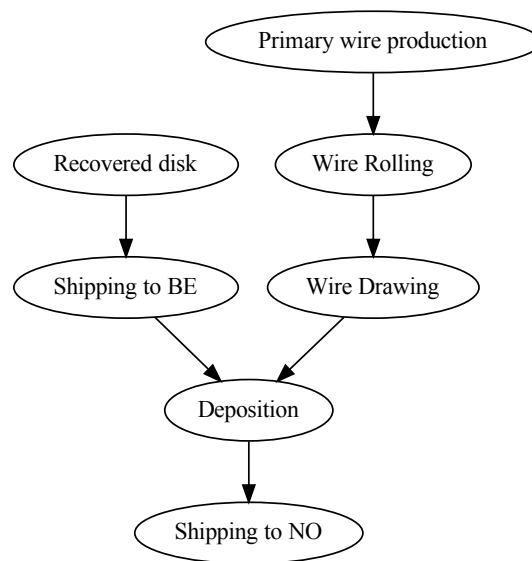 Primary wire production
Recovered disk
Wire Rolling
Shipping to BE
Wire Drawing
Deposition
Shipping to NO